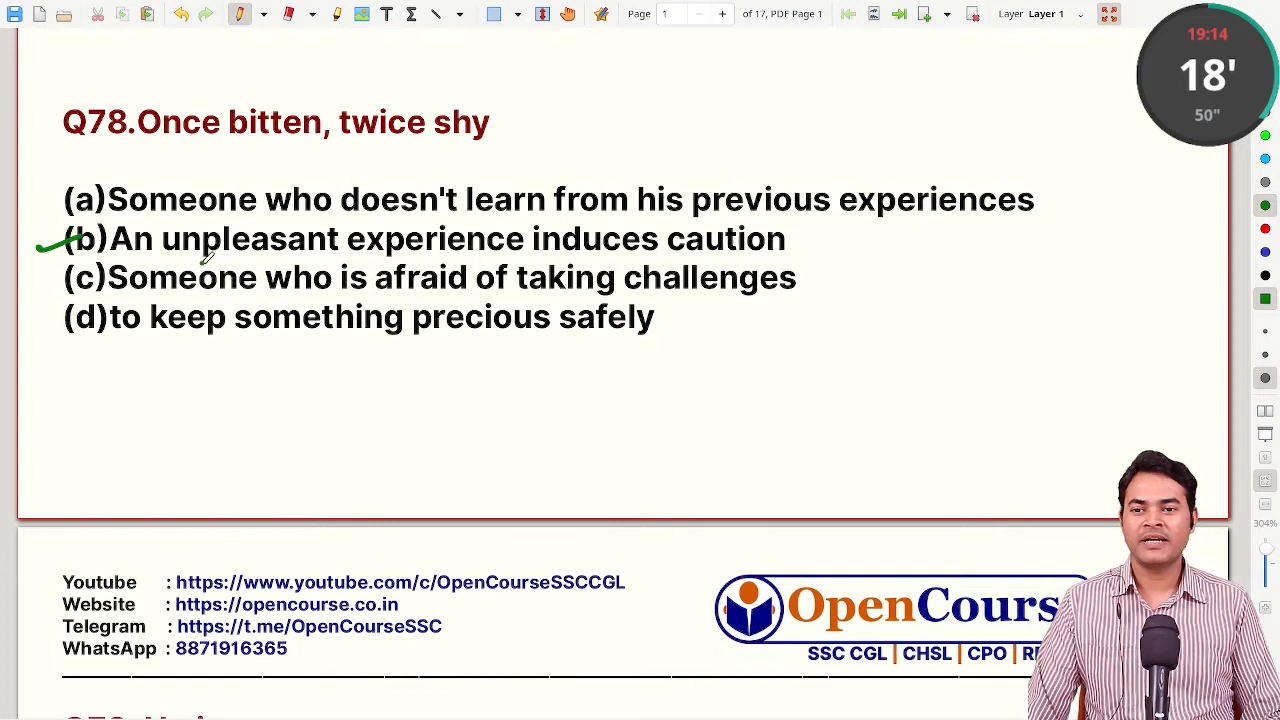 Page 1 of 17, PDF Page 1 Layer Layer 1
19:14
18'
50"
Q78.Once bitten, twice shy
(a)Someone who doesn't learn from his previous experiences
(b)An unpleasant experience induces caution
(c)Someone who is afraid of taking challenges
(d)to keep something precious safely
304%
Youtube : https://www.youtube.com/c/OpenCourseSSCCGL
Website : https://opencourse.co.in
Telegram : https://t.me/OpenCourseSSC
WhatsApp : 8871916365
OpenCours
SSC CGL | CHSL | CPO |